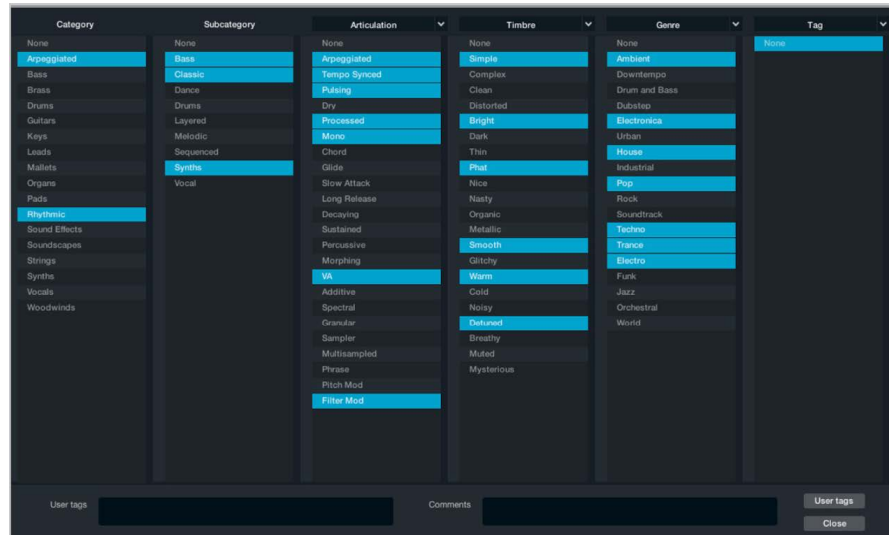 Category Subcategory Articulation Timbre Genre Tag
None None None None None None
Arpeggiated Bass Arpeggiated Simple Ambient
Bass Classic Tempo Synced Complex Downtempo
Brass Dance Pulsing Clean Drum and Bass
Drums Drums Dry Distorted Dubstep
Guitars Layered Processed Bright Electronica
Keys Melodic Mono Dark Urban
Leads Sequenced Chord Thin House
Mallets Synths Glide Phat Industrial
Organs Vocal Slow Attack Nice Pop
Pads Long Release Nasty Rock
Rhythmic Decaying Organic Soundtrack
Sound Effects Sustained Metallic Techno
Soundscapes Percussive Smooth Trance
Strings Morphing Glitchy Electro
Synths VA Warm Funk
Vocals Additive Cold Jazz
Woodwinds Spectral Noisy Orchestral
Granular Detuned World
Sampler Breathy
Multisampled Muted
Phrase Mysterious
Pitch Mod
Filter Mod
User tags Comments User tags
Close